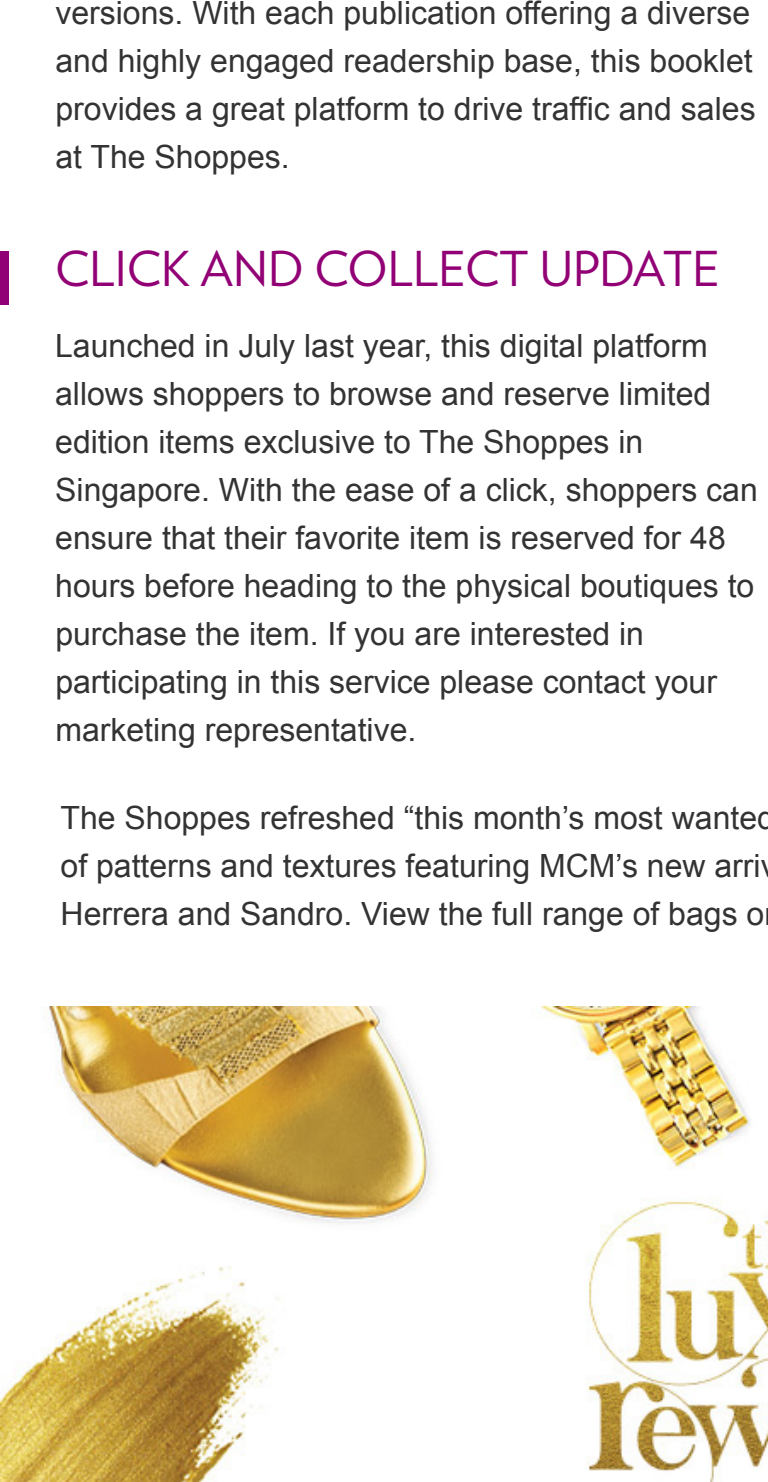 versions. With each publication offering a diverse
and highly engaged readership base, this booklet
provides a great platform to drive traffic and sales
at The Shoppes.
CLICK AND COLLECT UPDATE
Launched in July last year, this digital platform
allows shoppers to browse and reserve limited
edition items exclusive to The Shoppes in
Singapore. With the ease of a click, shoppers can
ensure that their favorite item is reserved for 48
hours before heading to the physical boutiques to
purchase the item. If you are interested in
participating in this service please contact your
marketing representative.
The Shoppes refreshed “this month’s most wanted
of patterns and textures featuring MCM’s new
Herrera and Sandro. View the full range of bags